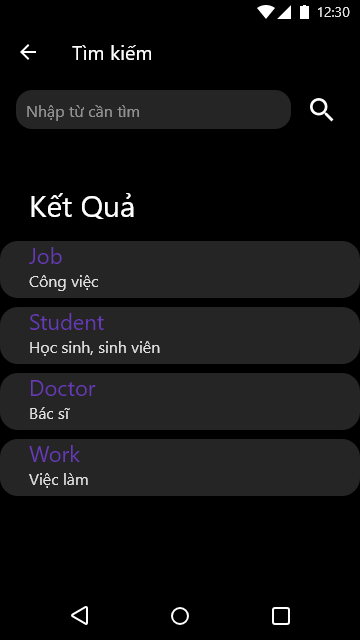 12:30
Tìm kiếm
Nhập từ cần tìm
Kết Quả
Job
Công việc
Student
Học sinh, sinh viên
Doctor
Bác sĩ
Work
Việc làm